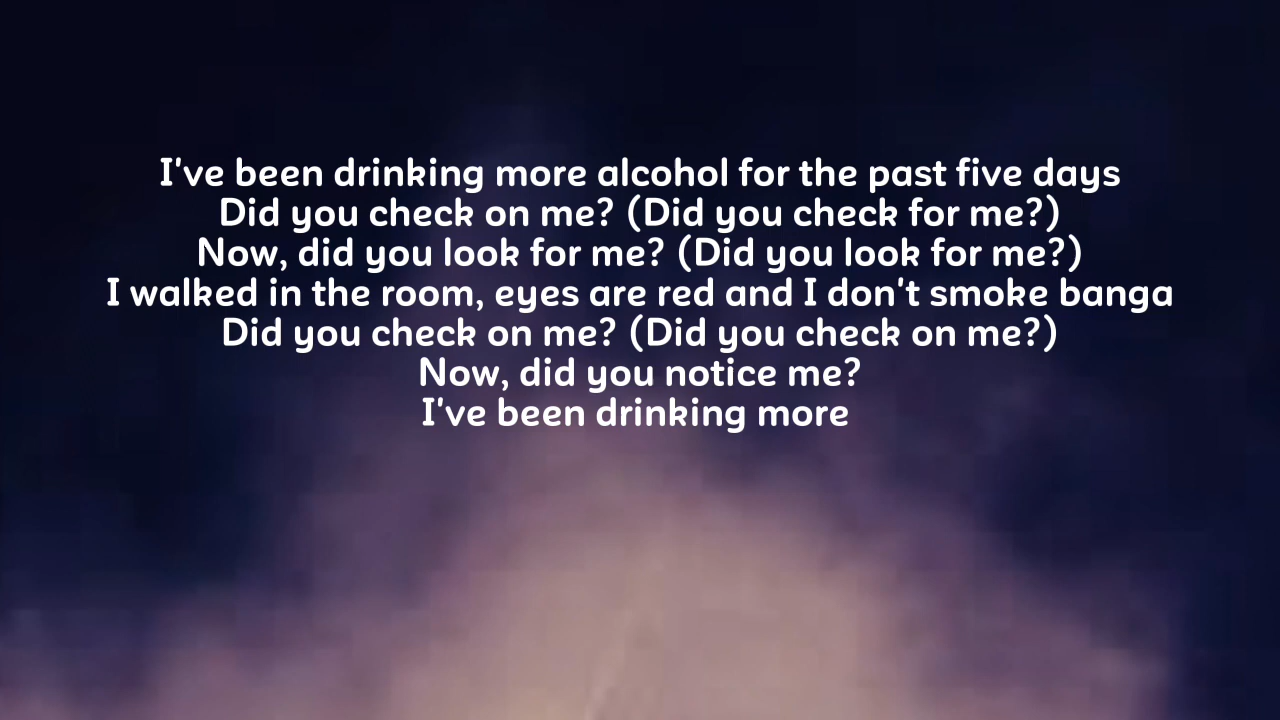 I've been drinking more alcohol for the past five days
Did you check on me? (Did you check for me?)
Now, did you look for me? (Did you look for me?)
I walked in the room, eyes are red and I don't smoke banga
Did you check on me? (Did you check on me?)
Now, did you notice me?
I've been drinking more